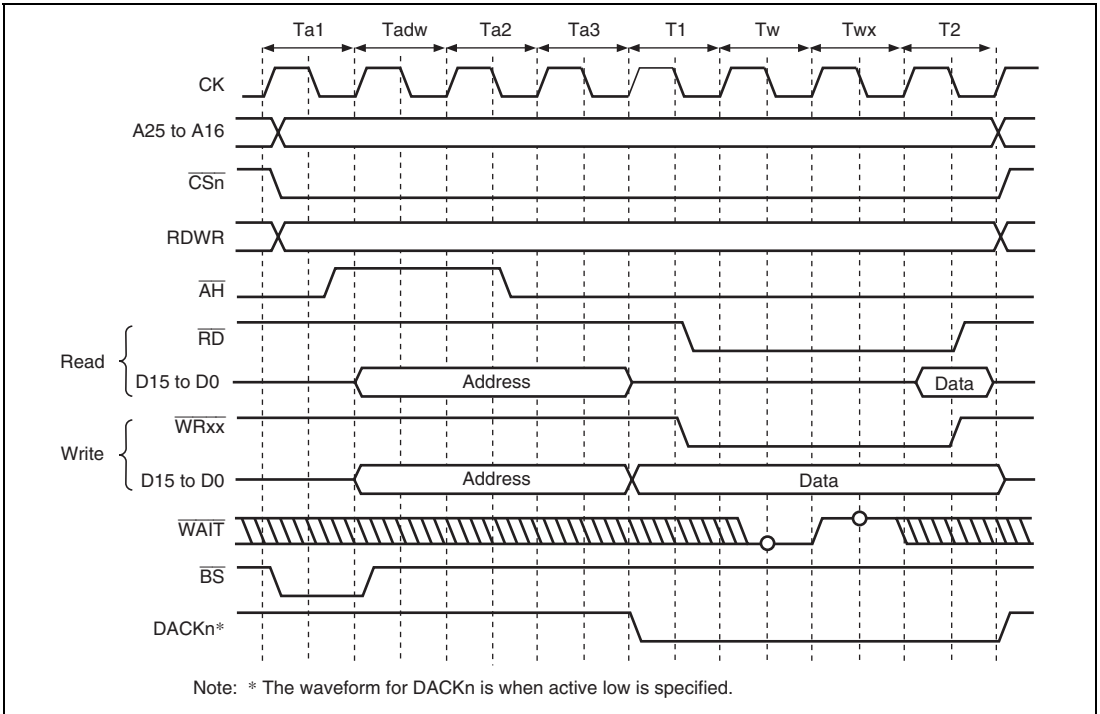 Ta1 Tadw Ta2 Ta3 T1 Tw Twx T2
CK
A25 to A16
CSn
RDWR
AH
RD
Read
D15 to D0 Address Data
WRxx
Write
D15 to D0 Address Data
WAIT
BS
DACKn*
Note: * The waveform for DACKn is when active low is specified.